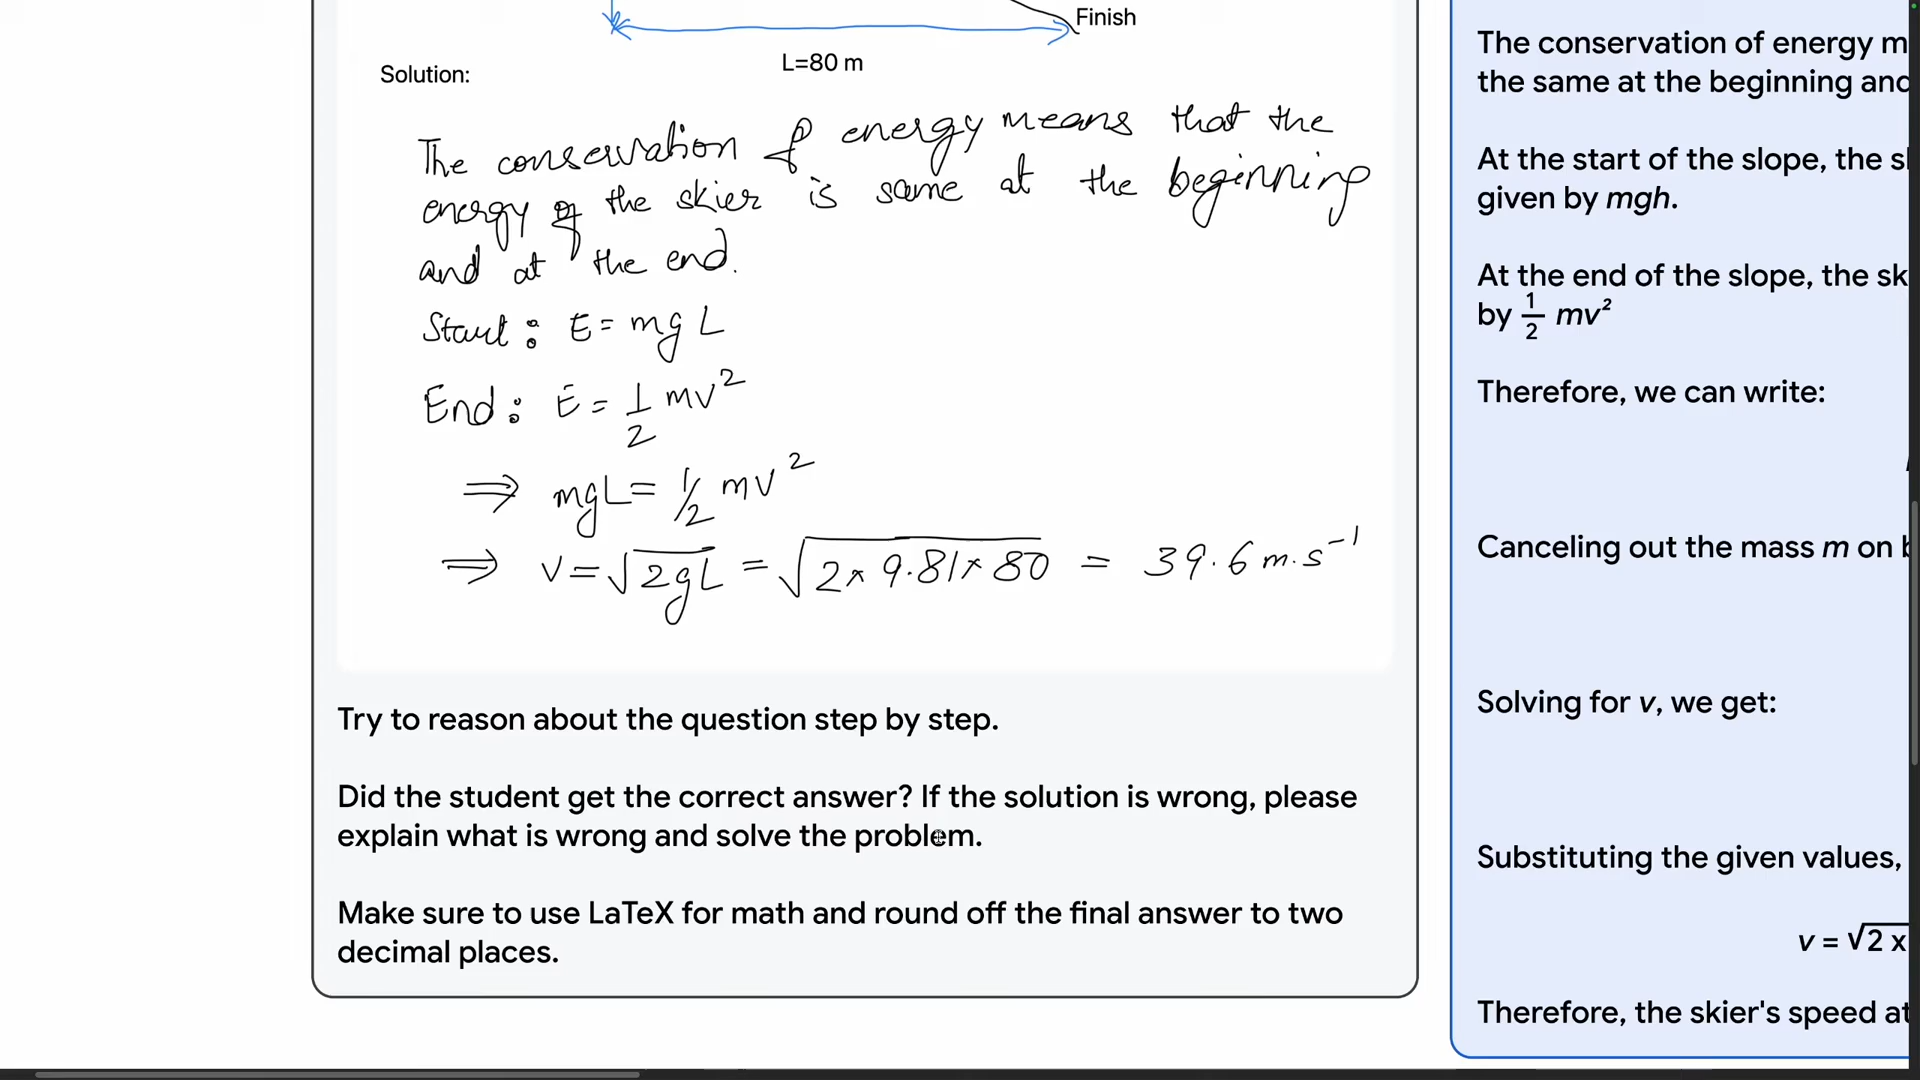 Finish
L=80 m
Solution:
The conservation of energy means that the
energy of the skier is same at the beginning
and at the end.
Start: E = mgL
End: E = 1/2 mv²
⇒ mgL = 1/2 mv²
⇒ v = √2gL = √2 × 9.81 × 80 = 39.6 m.s⁻¹
Try to reason about the question step by step.
Did the student get the correct answer? If the solution is wrong, please
explain what is wrong and solve the problem.
Make sure to use LaTeX for math and round off the final answer to two
decimal places.
The conservation of energy m
the same at the beginning and
At the start of the slope, the s
given by mgh.
At the end of the slope, the sk
by 1/2 mv²
Therefore, we can write:
Canceling out the mass m on b
Solving for v, we get:
Substituting the given values,
v = √2 x
Therefore, the skier's speed at